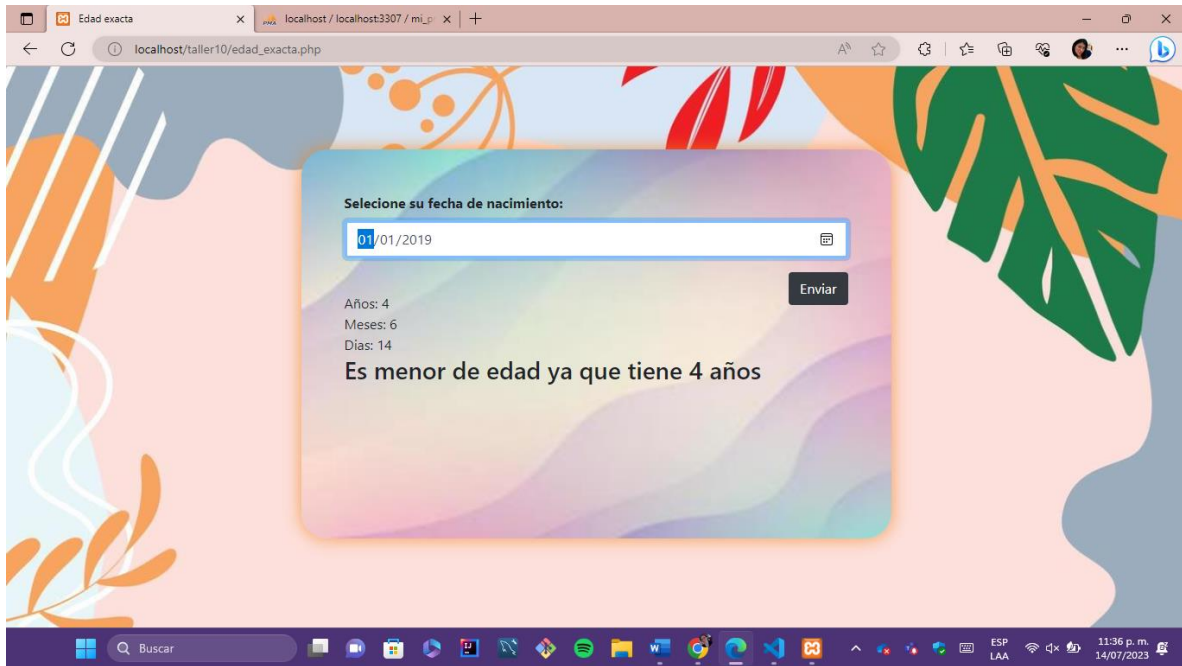 Edad exacta
localhost / localhost:3307 / mi_p
localhost/taller10/edad_exacta.php
Selecione su fecha de nacimiento:
01/01/2019
Enviar
Años: 4
Meses: 6
Dias: 14
Es menor de edad ya que tiene 4 años
Buscar
ESP
LAA
11:36 p. m.
14/07/2023